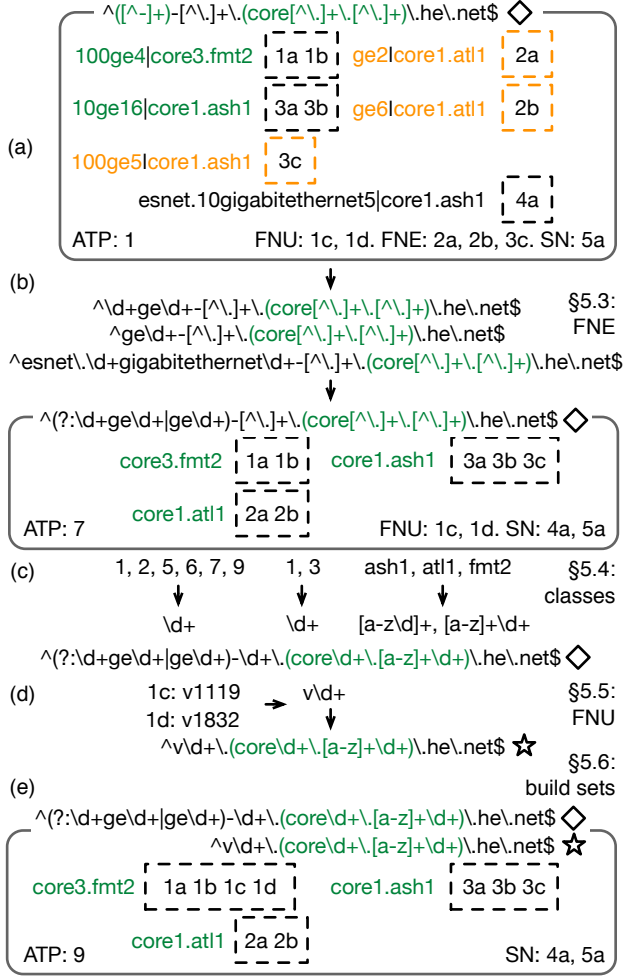 ^([^-]+)-[^\.]+\.(core[^\.]+\.[^\.]+)\.he\.net$
100ge4|core3.fmt2 1a 1b ge2|core1.atl1 2a
10ge16|core1.ash1 3a 3b ge6|core1.atl1 2b
(a)
100ge5|core1.ash1 3c
esnet.10gigabitethernet5|core1.ash1 4a
ATP: 1 FNU: 1c, 1d. FNE: 2a, 2b, 3c. SN: 5a
(b)
^\d+ge\d+-[^\.]+\.(core[^\.]+\.[^\.]+)\.he\.net$ §5.3:
^ge\d+-[^\.]+\.(core[^\.]+\.[^\.]+)\.he\.net$ FNE
^esnet\.\d+gigabitethernet\d+-[^\.]+\.(core[^\.]+\.[^\.]+)\.he\.net$
^(?:\d+ge\d+|ge\d+)-[^\.]+\.(core[^\.]+\.[^\.]+)\.he\.net$
core3.fmt2 1a 1b core1.ash1 3a 3b 3c
core1.atl1 2a 2b
ATP: 7 FNU: 1c, 1d. SN: 4a, 5a
(c) 1, 2, 5, 6, 7, 9 1, 3 ash1, atl1, fmt2 §5.4:
classes
\d+ \d+ [a-z\d]+, [a-z]+\d+
^(?:\d+ge\d+|ge\d+)-\d+\.(core\d+\.[a-z]+\d+)\.he\.net$
(d) 1c: v1119 v\d+ §5.5:
1d: v1832 FNU
^v\d+\.(core\d+\.[a-z]+\d+)\.he\.net$
§5.6:
(e) build sets
^(?:\d+ge\d+|ge\d+)-\d+\.(core\d+\.[a-z]+\d+)\.he\.net$
^v\d+\.(core\d+\.[a-z]+\d+)\.he\.net$
core3.fmt2 1a 1b 1c 1d core1.ash1 3a 3b 3c
core1.atl1 2a 2b
ATP: 9 SN: 4a, 5a